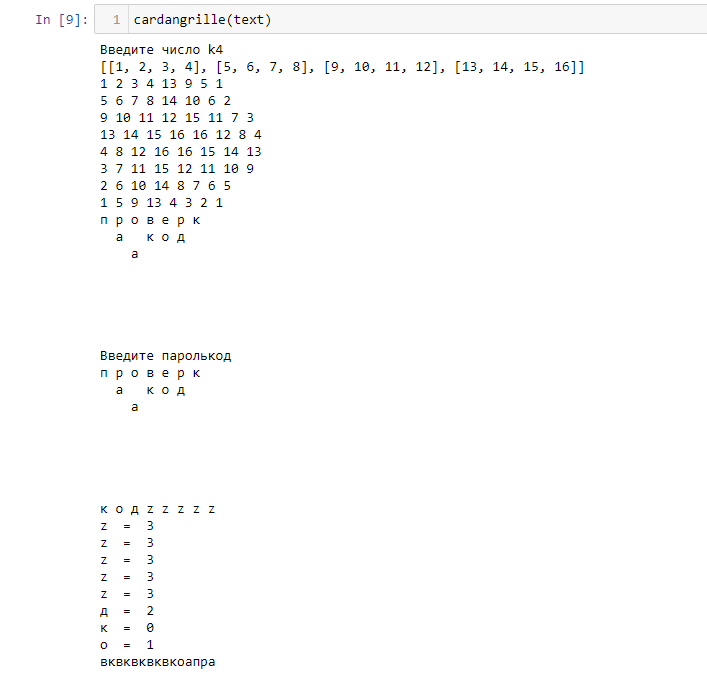 In [9]: 1 cardangrille(text)
Введите число k4
[[1, 2, 3, 4], [5, 6, 7, 8], [9, 10, 11, 12], [13, 14, 15, 16]]
1 2 3 4 13 9 5 1
5 6 7 8 14 10 6 2
9 10 11 12 15 11 7 3
13 14 15 16 16 12 8 4
4 8 12 16 16 15 14 13
3 7 11 15 12 11 10 9
2 6 10 14 8 7 6 5
1 5 9 13 4 3 2 1
п р о в е р к
а к о д
а
Введите паролькод
п р о в е р к
а к о д
а
к о д z z z z z
z = 3
z = 3
z = 3
z = 3
z = 3
д = 2
к = 0
о = 1
вквквквквкоапра